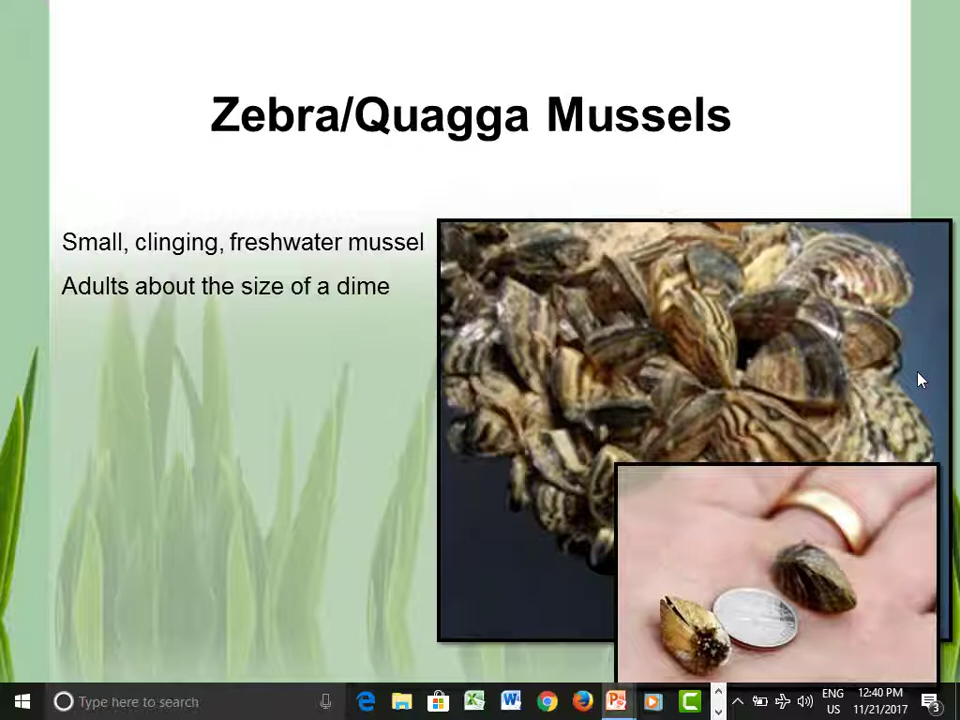 Zebra/Quagga Mussels
Small, clinging, freshwater mussel
Adults about the size of a dime
Type here to search
ENG
US
12:40 PM
11/21/2017
3